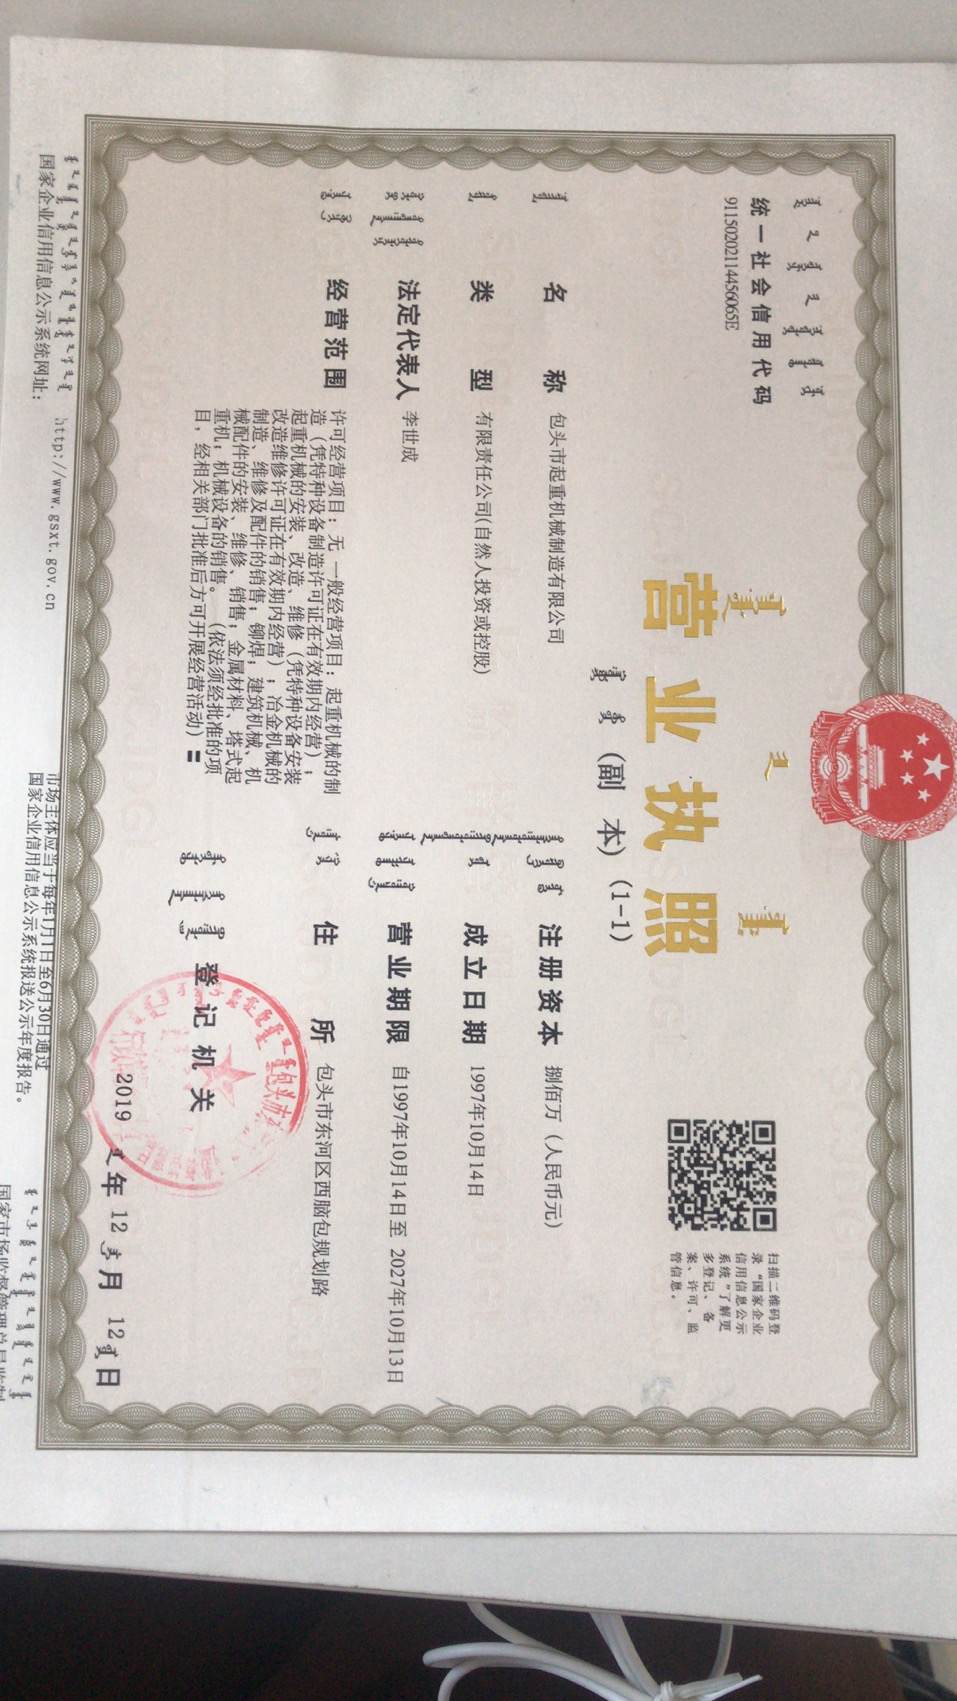 统一社会信用代码
91150202114456065E
营业执照
(副 本) (1-1)
扫描二维码登
录“国家企业
信用信息公示
系统”了解更
多登记、备
案、许可、监
管信息。
名称 包头市起重机械制造有限公司
类型 有限责任公司(自然人投资或控股)
法定代表人 李世成
经营范围 许可经营项目：无 一般经营项目：起重机械的制
造（凭特种设备制造许可证在有效期内经营），
起重机械的安装、改造、维修（凭特种设备安装
改造维修许可证在有效期内经营）；冶金机械的
制造、维修及配件的销售；铆焊；建筑机械、机
械配件的安装、维修、销售；金属材料、塔式起
重机；机械设备的销售。（依法须经批准的项
目，经相关部门批准后方可开展经营活动）〓
注册资本 捌佰万（人民币元）
成立日期 1997年10月14日
营业期限 自1997年10月14日至 2027年10月13日
住所 包头市东河区西脑包规划路
登记机关
2019 年 12 月 12 日
国家企业信用信息公示系统网址： http://www.gsxt.gov.cn
市场主体应当于每年1月1日至6月30日通过
国家企业信用信息公示系统报送公示年度报告。
国家市场监督管理总局监制